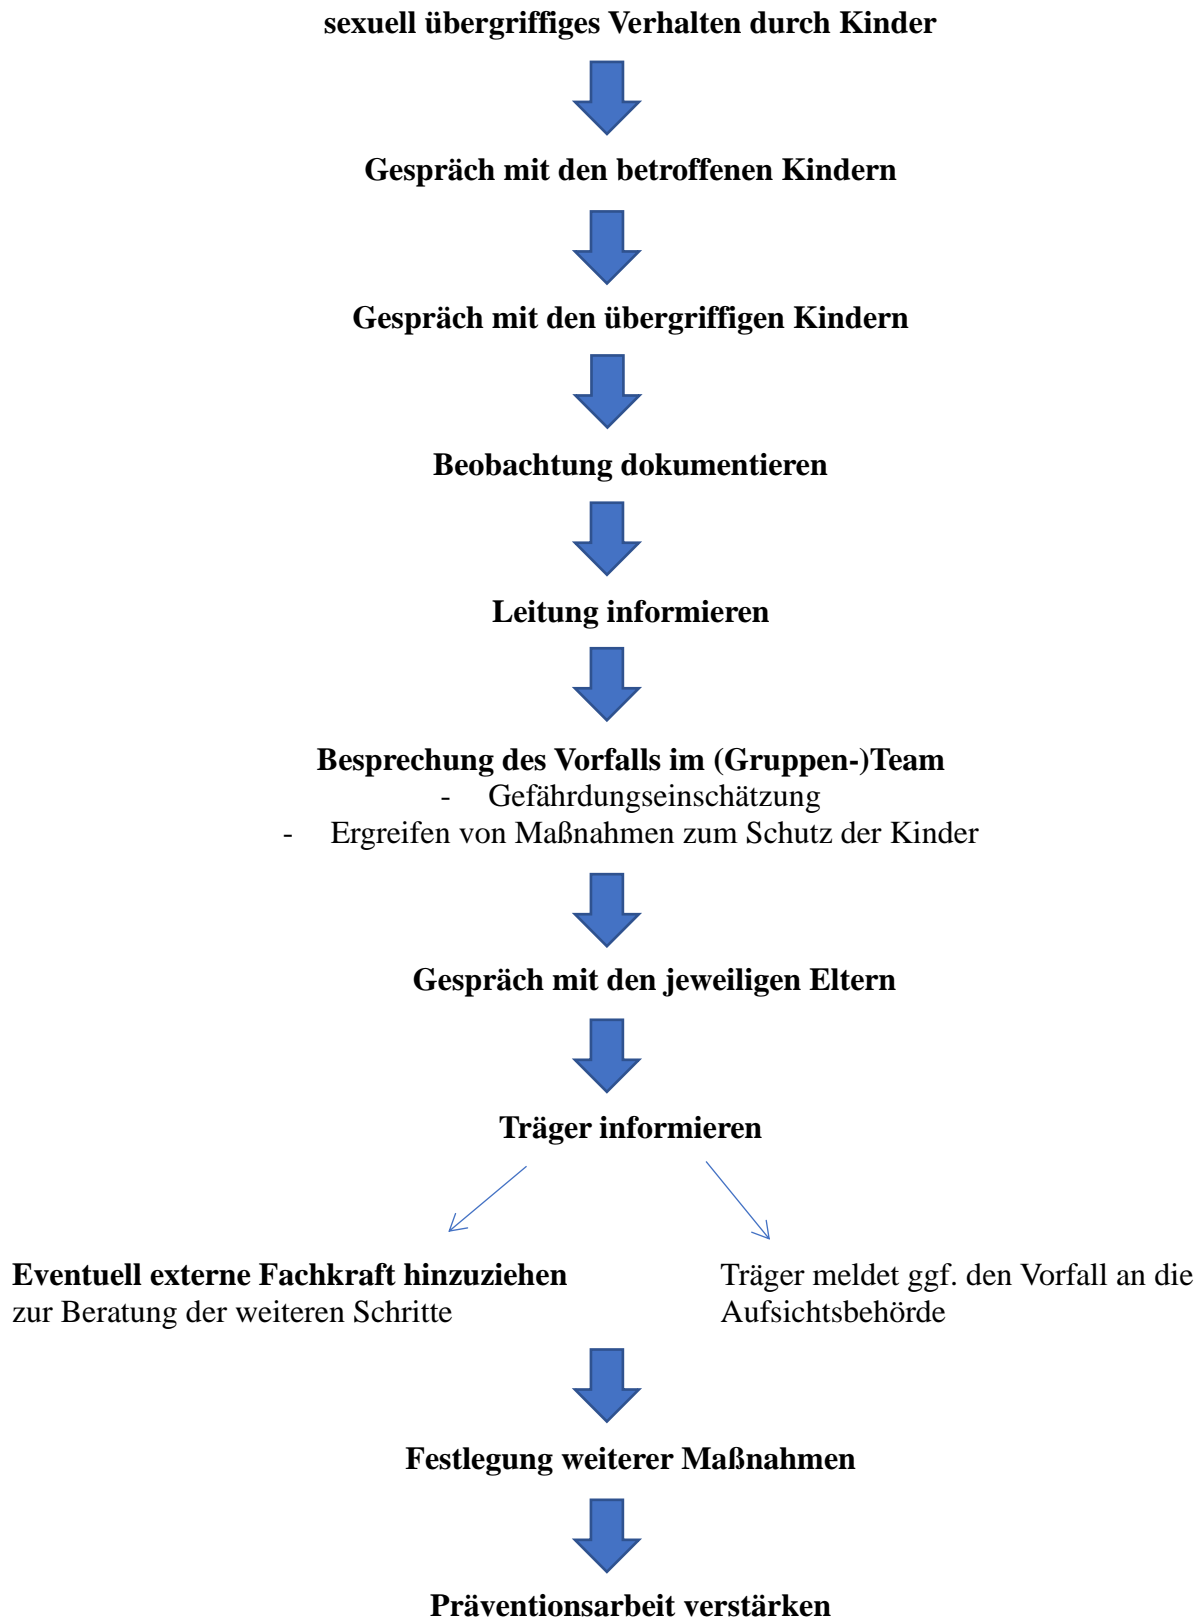 sexuell übergriffiges Verhalten durch Kinder
Gespräch mit den betroffenen Kindern
Gespräch mit den übergriffigen Kindern
Beobachtung dokumentieren
Leitung informieren
Besprechung des Vorfalls im (Gruppen-)Team
- Gefährdungseinschätzung
- Ergreifen von Maßnahmen zum Schutz der Kinder
Gespräch mit den jeweiligen Eltern
Träger informieren
Eventuell externe Fachkraft hinzuziehen
zur Beratung der weiteren Schritte
Träger meldet ggf. den Vorfall an die
Aufsichtsbehörde
Festlegung weiterer Maßnahmen
Präventionsarbeit verstärken